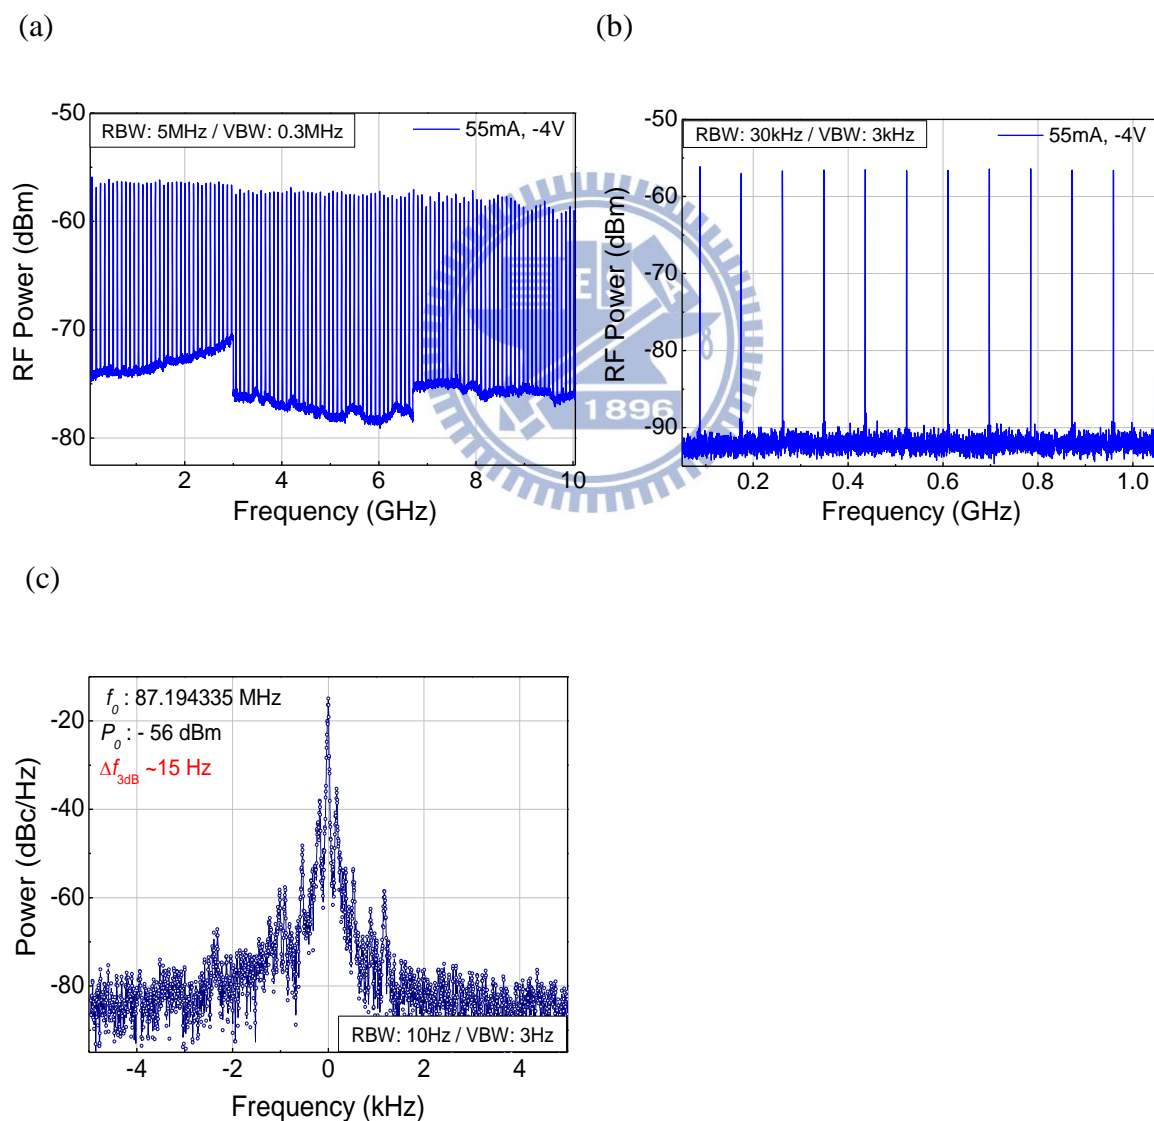 (a)
(b)
-50
-60
-70
-80
RF Power (dBm)
RBW: 5MHz / VBW: 0.3MHz
55mA, -4V
2
4
6
8
10
Frequency (GHz)
-50
-60
-70
-80
-90
RF Power (dBm)
RBW: 30kHz / VBW: 3kHz
55mA, -4V
0.2
0.4
0.6
0.8
1.0
Frequency (GHz)
1896
(c)
-20
-40
-60
-80
Power (dBc/Hz)
f0 : 87.194335 MHz
P0 : - 56 dBm
Δf3dB ~15 Hz
RBW: 10Hz / VBW: 3Hz
-4
-2
0
2
4
Frequency (kHz)